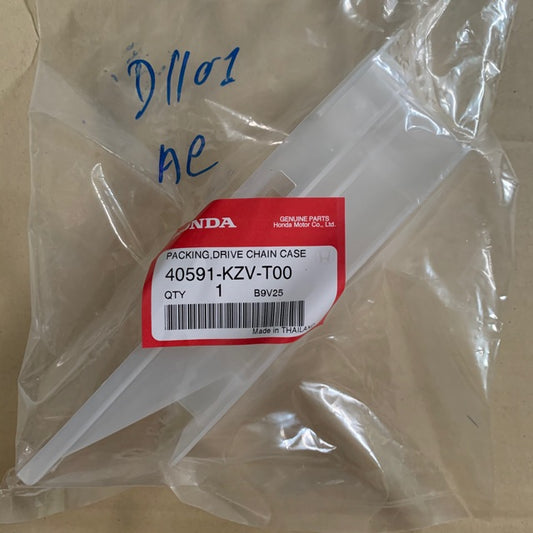 D1101
AC
HONDA
GENUINE PARTS
Honda Motor Co., Ltd.
PACKING,DRIVE CHAIN CASE
40591-KZV-T00
QTY 1 B9V25
Made in THAILAND